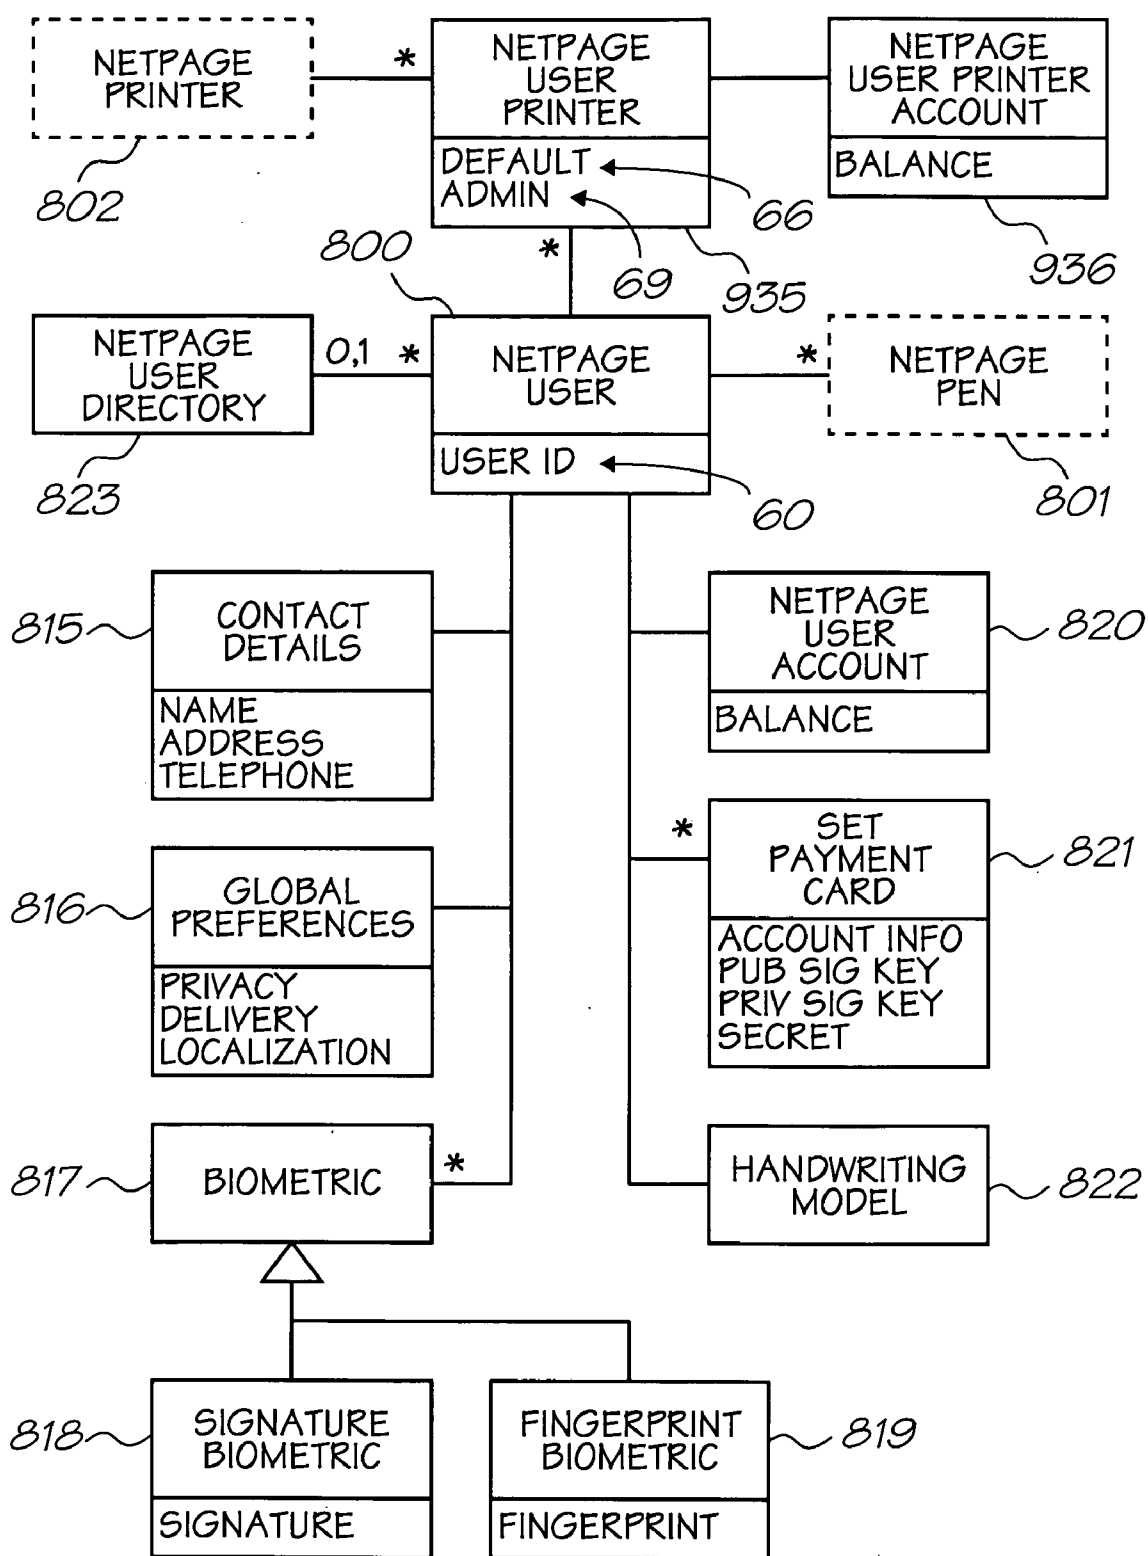 NETPAGE
PRINTER
802
*
NETPAGE
USER
PRINTER
DEFAULT
ADMIN
66
69
935
NETPAGE
USER PRINTER
ACCOUNT
BALANCE
936
*
800
NETPAGE
USER
DIRECTORY
823
0,1
*
NETPAGE
USER
USER ID
60
*
NETPAGE
PEN
801
815
CONTACT
DETAILS
NAME
ADDRESS
TELEPHONE
NETPAGE
USER
ACCOUNT
BALANCE
820
816
GLOBAL
PREFERENCES
PRIVACY
DELIVERY
LOCALIZATION
*
SET
PAYMENT
CARD
ACCOUNT INFO
PUB SIG KEY
PRIV SIG KEY
SECRET
821
817
BIOMETRIC
*
HANDWRITING
MODEL
822
818
SIGNATURE
BIOMETRIC
SIGNATURE
FINGERPRINT
BIOMETRIC
FINGERPRINT
819